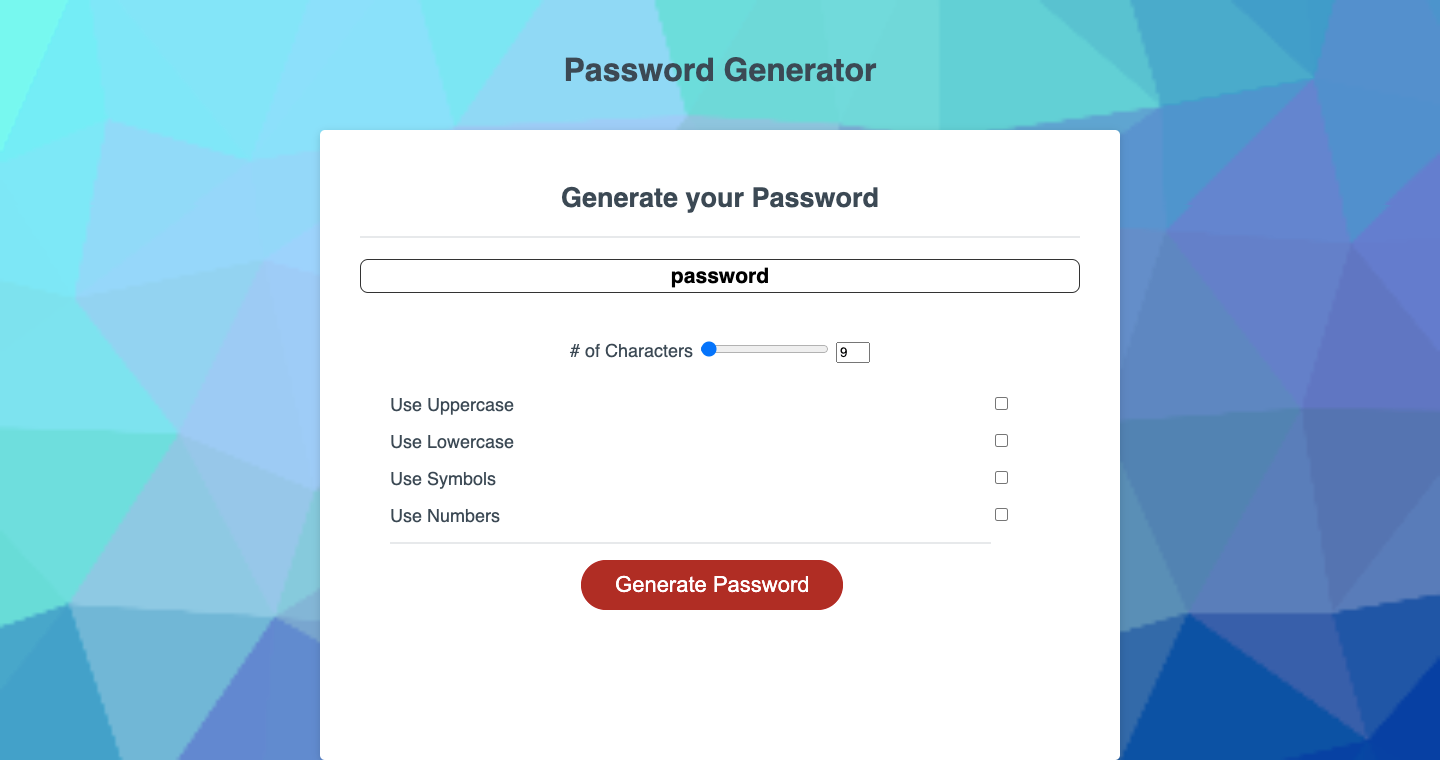 Password Generator
Generate your Password
password
# of Characters 9
Use Uppercase
Use Lowercase
Use Symbols
Use Numbers
Generate Password